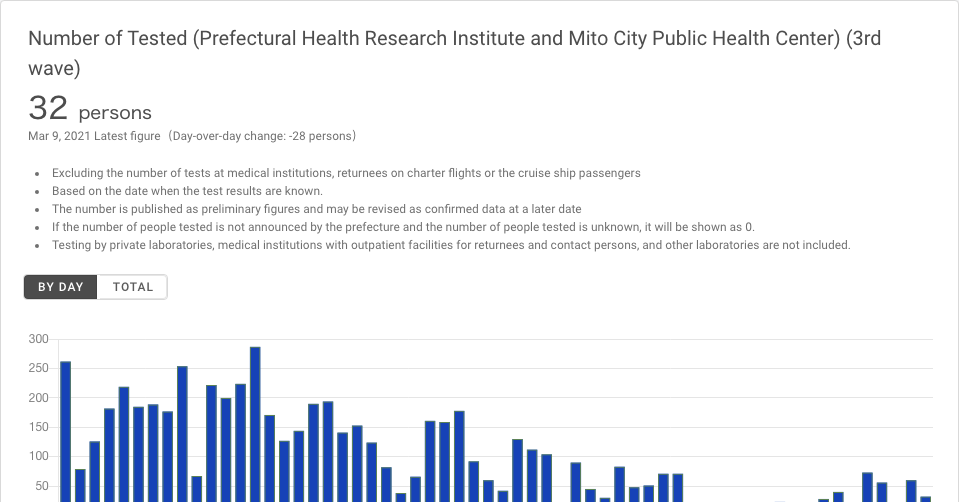 Number of Tested (Prefectural Health Research Institute and Mito City Public Health Center) (3rd
wave)
32 persons
Mar 9, 2021 Latest figure（Day-over-day change: -28 persons）
• Excluding the number of tests at medical institutions, returnees on charter flights or the cruise ship passengers
• Based on the date when the test results are known.
• The number is published as preliminary figures and may be revised as confirmed data at a later date
• If the number of people tested is not announced by the prefecture and the number of people tested is unknown, it will be shown as 0.
• Testing by private laboratories, medical institutions with outpatient facilities for returnees and contact persons, and other laboratories are not included.
BY DAY TOTAL
300
250
200
150
100
50